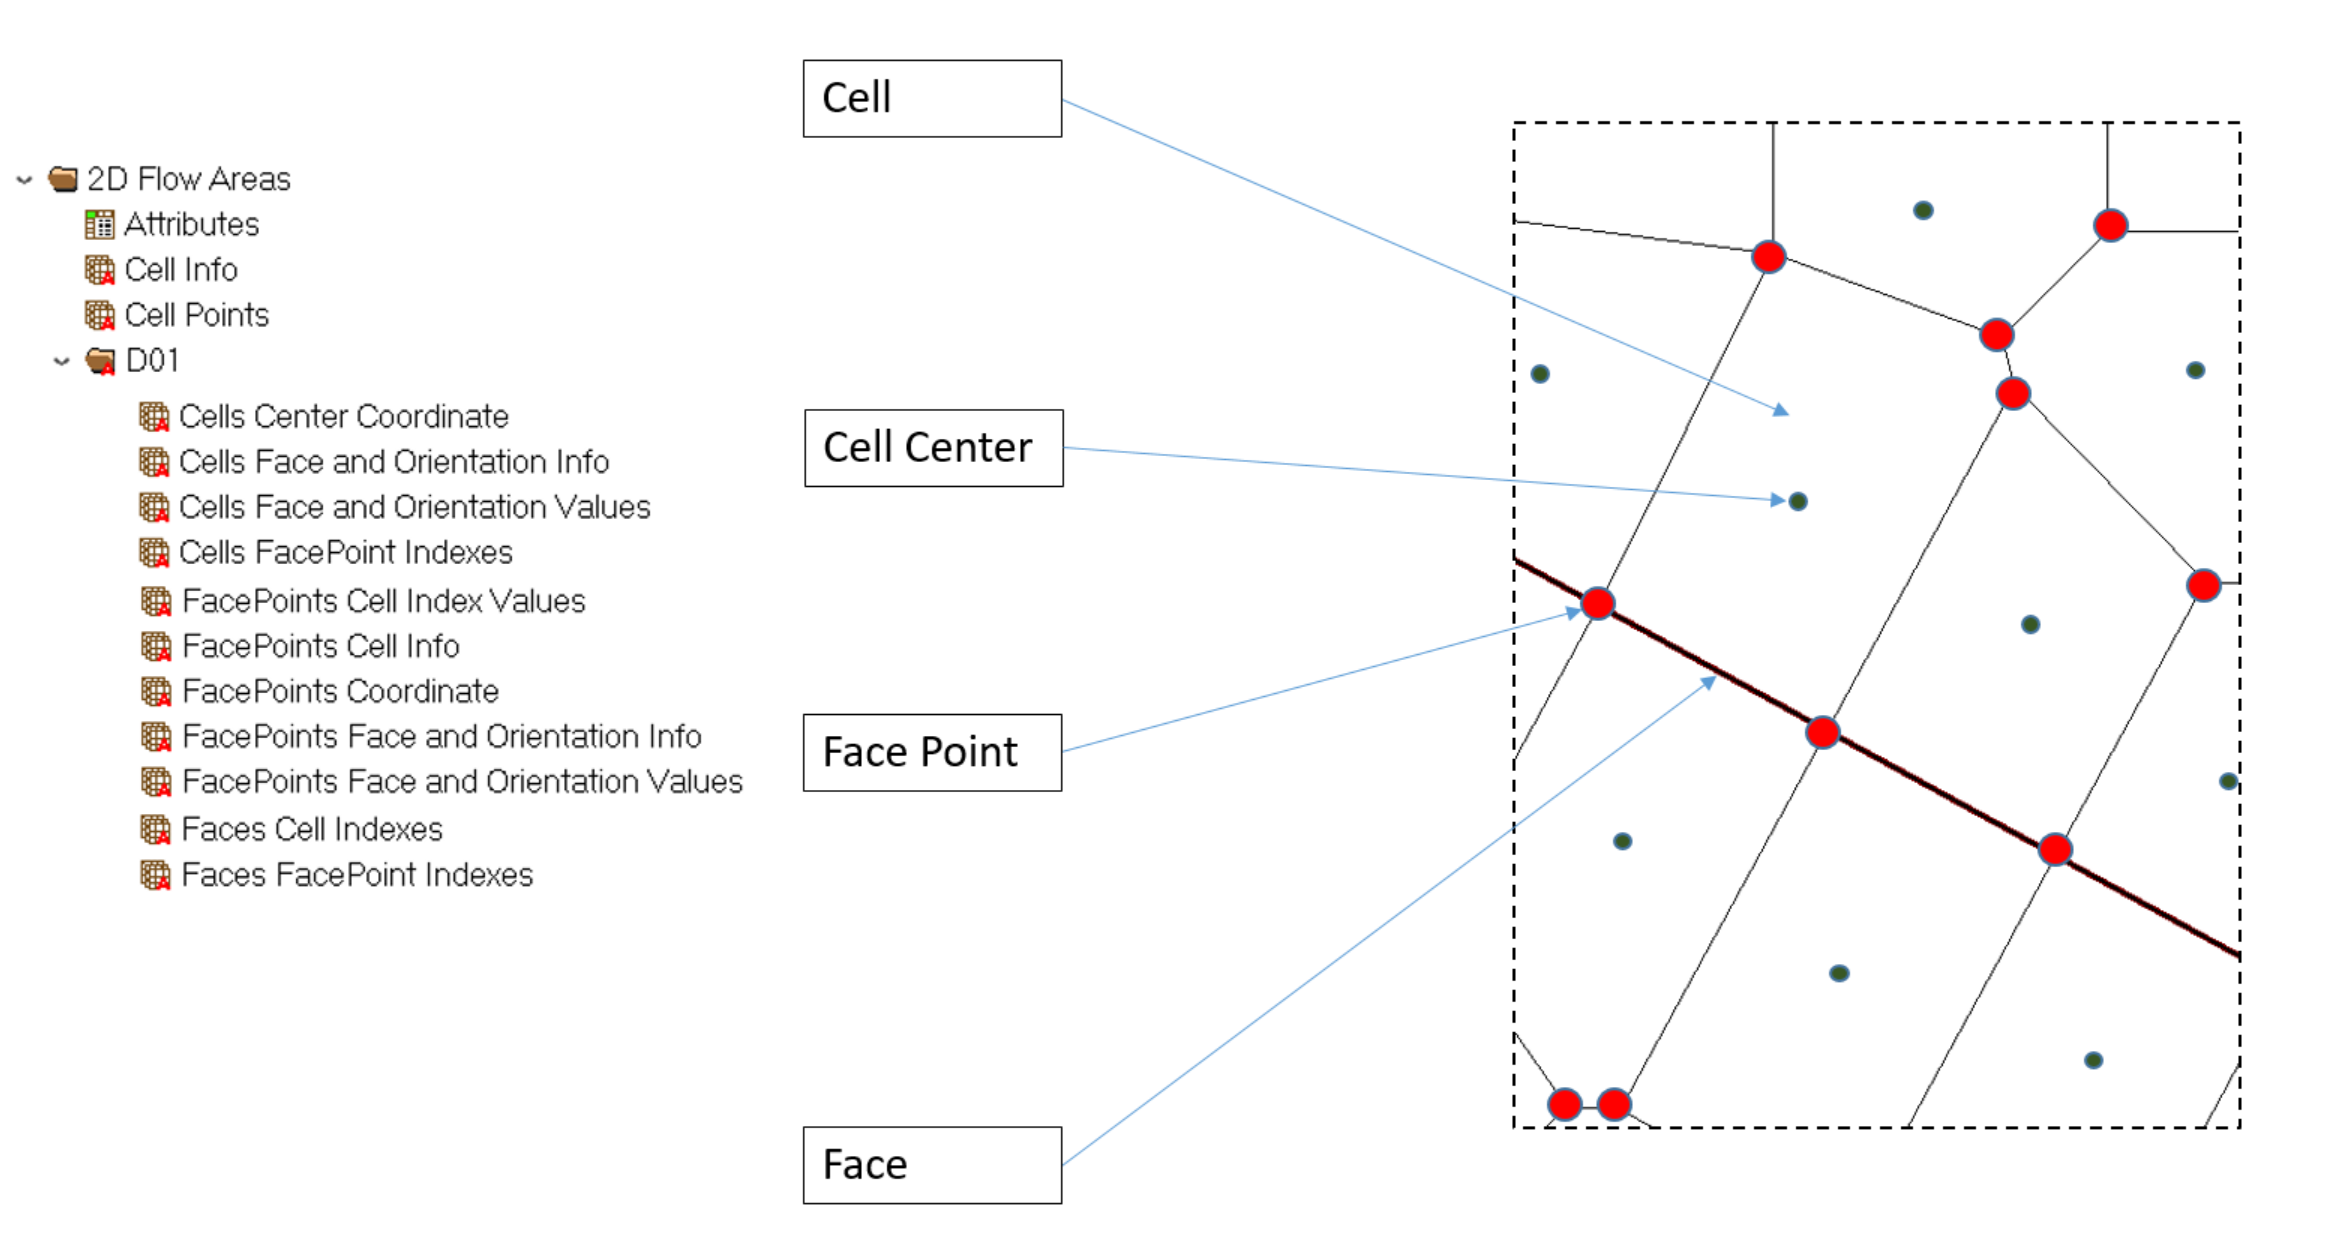 2D Flow Areas
Attributes
Cell Info
Cell Points
D01
Cells Center Coordinate
Cells Face and Orientation Info
Cells Face and Orientation Values
Cells FacePoint Indexes
FacePoints Cell Index Values
FacePoints Cell Info
FacePoints Coordinate
FacePoints Face and Orientation Info
FacePoints Face and Orientation Values
Faces Cell Indexes
Faces FacePoint Indexes
Cell
Cell Center
Face Point
Face